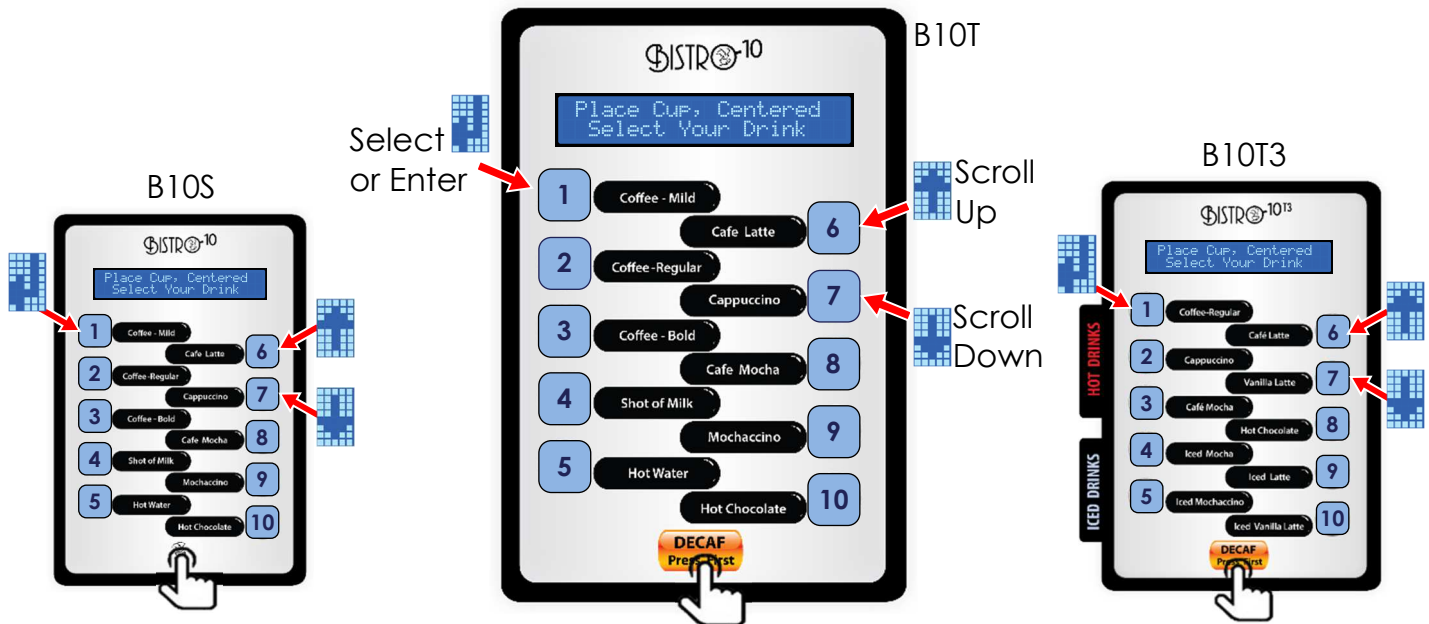 B10S
BISTRO-10
Place Cup, Centered
Select Your Drink
1 Coffee - Mild
Cafe Latte 6
2 Coffee-Regular
Cappuccino 7
3 Coffee - Bold
Cafe Mocha 8
4 Shot of Milk
Mochaccino 9
5 Hot Water
Hot Chocolate 10
B10T
BISTRO-10
Place Cup, Centered
Select Your Drink
Select
or Enter
Scroll
Up
Scroll
Down
1 Coffee - Mild
Cafe Latte 6
2 Coffee-Regular
Cappuccino 7
3 Coffee - Bold
Cafe Mocha 8
4 Shot of Milk
Mochaccino 9
5 Hot Water
Hot Chocolate 10
DECAF
Press First
B10T3
BISTRO-10T3
Place Cup, Centered
Select Your Drink
HOT DRINKS
ICED DRINKS
1 Coffee-Regular
Café Latte 6
2 Cappuccino
Vanilla Latte 7
3 Café Mocha
Hot Chocolate 8
4 Iced Mocha
Iced Latte 9
5 Iced Mochaccino
Iced Vanilla Latte 10
DECAF
Press First